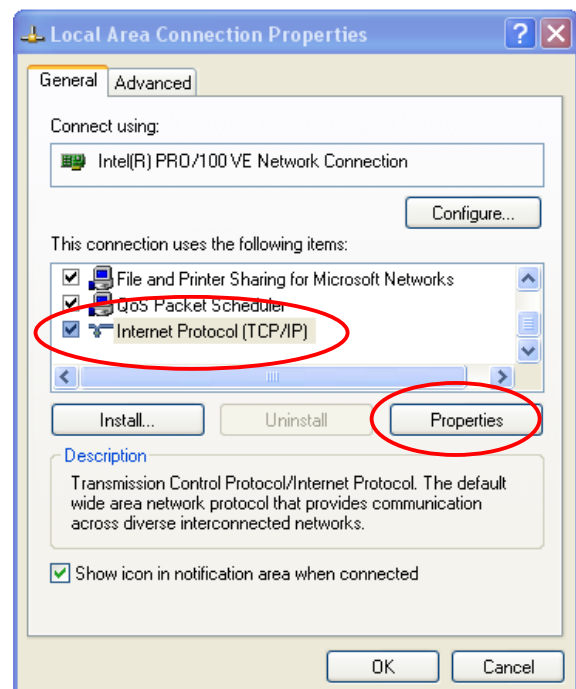 Local Area Connection Properties
General Advanced
Connect using:
Intel(R) PRO/100 VE Network Connection
Configure...
This connection uses the following items:
File and Printer Sharing for Microsoft Networks
QoS Packet Scheduler
Internet Protocol (TCP/IP)
Install... Uninstall Properties
Description
Transmission Control Protocol/Internet Protocol. The default
wide area network protocol that provides communication
across diverse interconnected networks.
Show icon in notification area when connected
OK Cancel